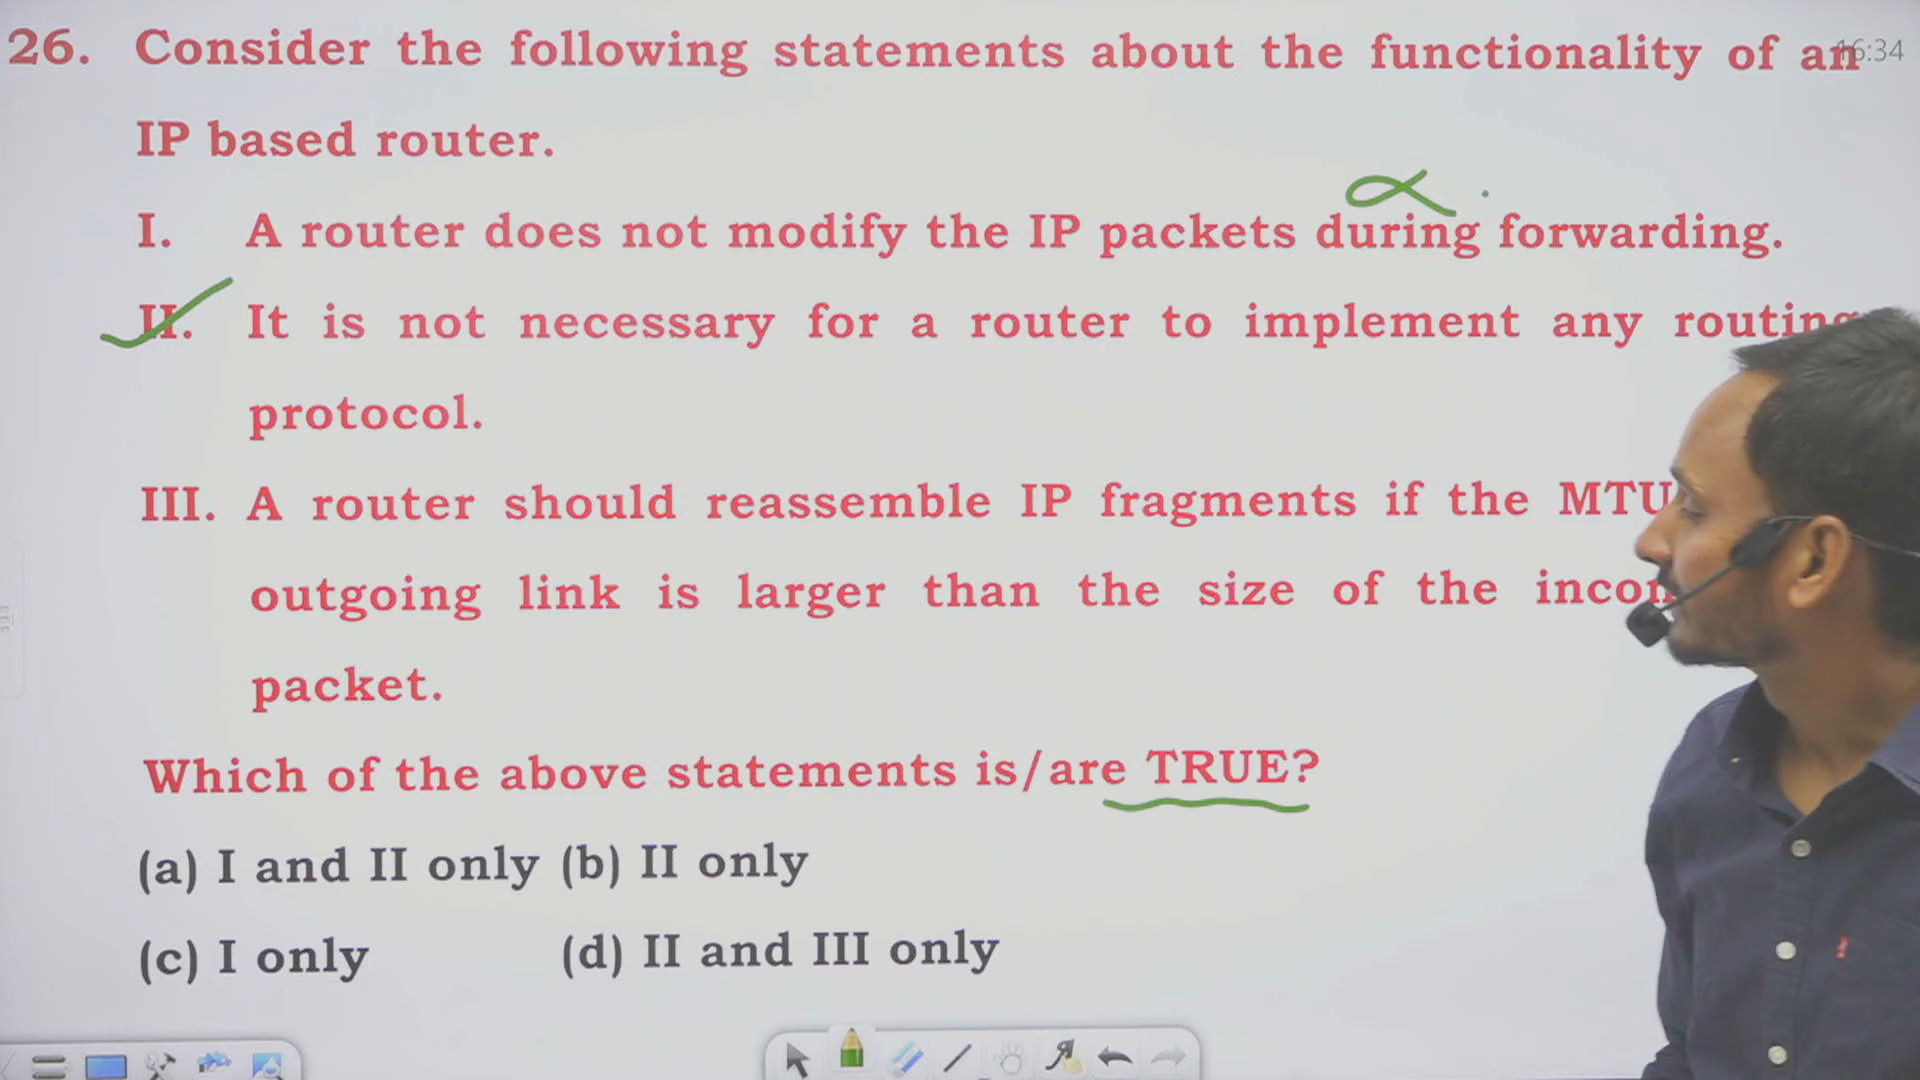 26. Consider the following statements about the functionality of an
16:34
IP based router.
I. A router does not modify the IP packets during forwarding.
II. It is not necessary for a router to implement any routing
protocol.
III. A router should reassemble IP fragments if the MTU
outgoing link is larger than the size of the
packet.
Which of the above statements is/are TRUE?
(a) I and II only (b) II only
(c) I only (d) II and III only